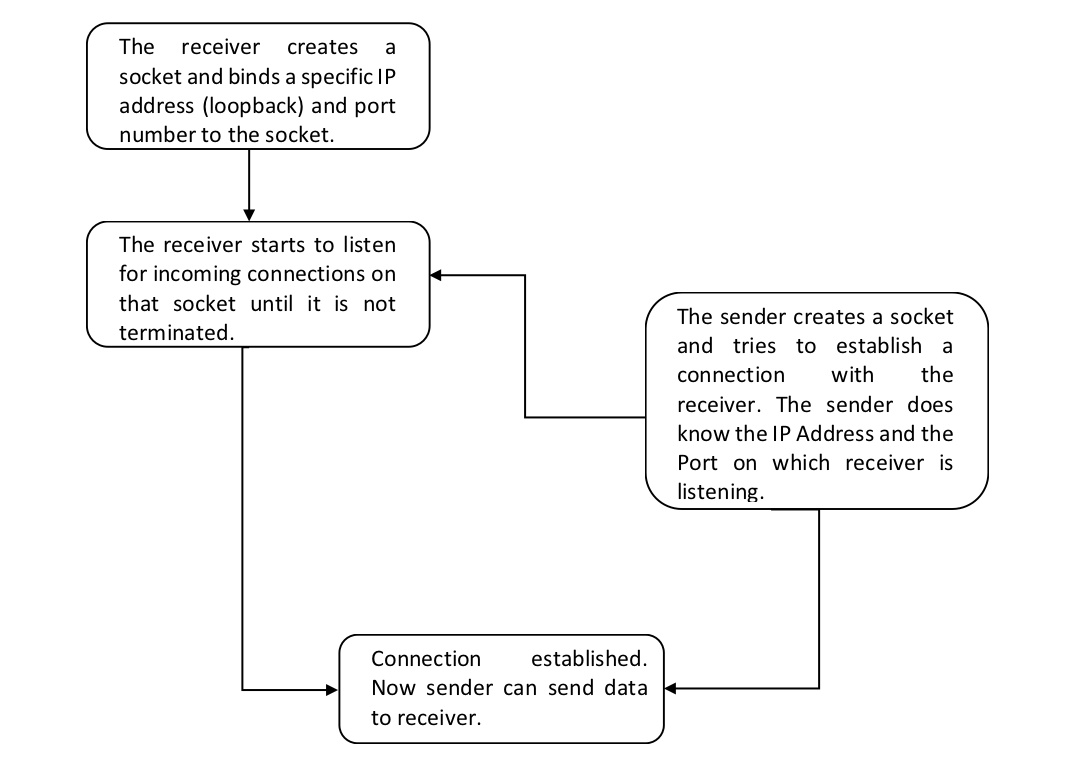 The receiver creates a
socket and binds a specific IP
address (loopback) and port
number to the socket.
The receiver starts to listen
for incoming connections on
that socket until it is not
terminated.
The sender creates a socket
and tries to establish a
connection with the
receiver. The sender does
know the IP Address and the
Port on which receiver is
listening.
Connection established.
Now sender can send data
to receiver.